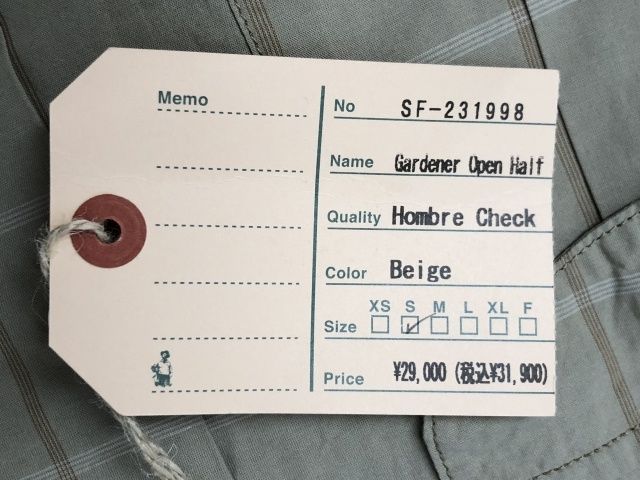 Memo
No SF-231998
Name Gardener Open Half
Quality Hombre Check
Color Beige
XS S M L XL F
Size
Price ¥29,000 (税込¥31,900)